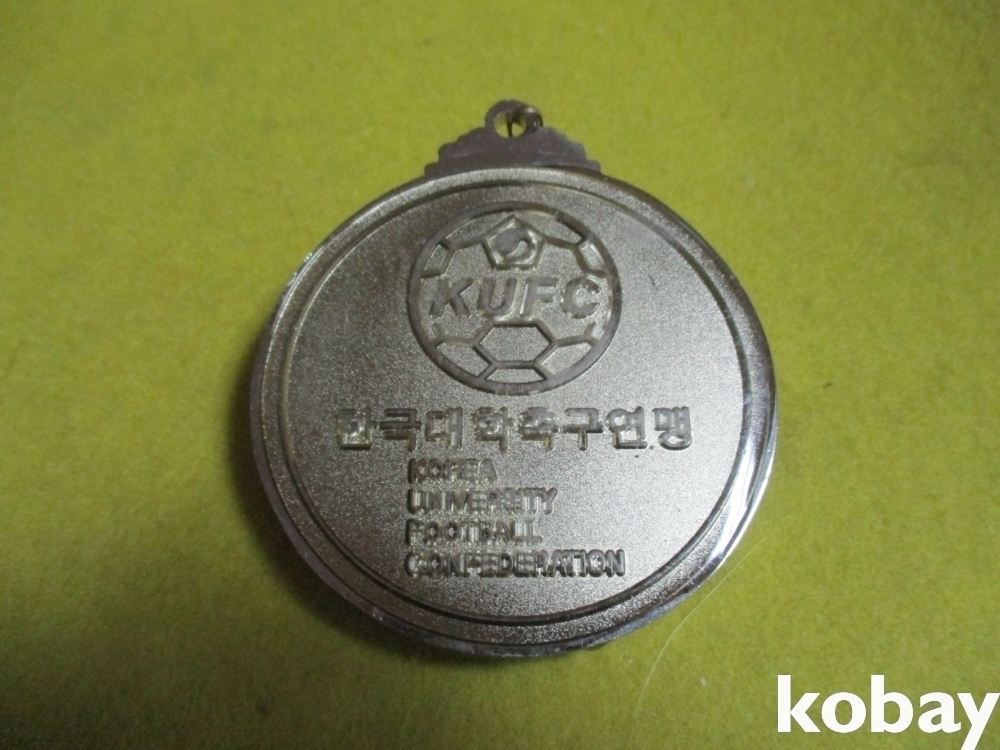 KUFC
한국대학축구연맹
KOREA
UNIVERSITY
FOOTBALL
CONFEDERATION
kobay